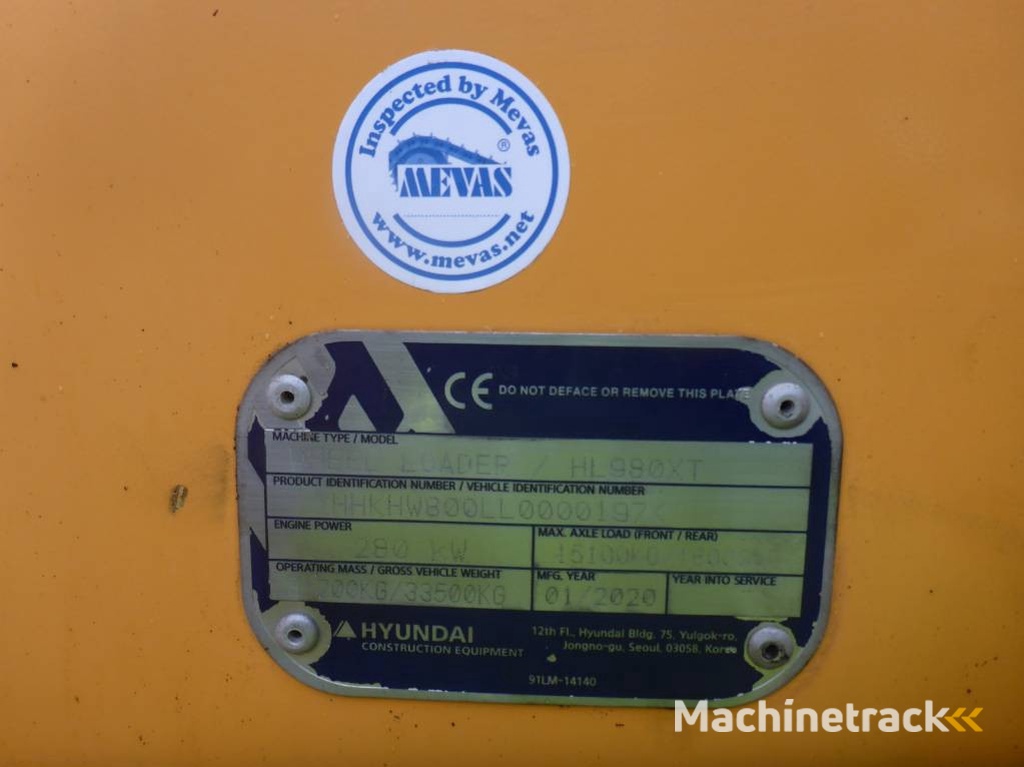 Inspected by Mevas
MEVAS ®
www.mevas.net
CE DO NOT DEFACE OR REMOVE THIS PLATE
MACHINE TYPE / MODEL
WHEEL LOADER / HL980XT
PRODUCT IDENTIFICATION NUMBER / VEHICLE IDENTIFICATION NUMBER
ENGINE POWER
280 kW
MAX. AXLE LOAD (FRONT / REAR)
OPERATING MASS / GROSS VEHICLE WEIGHT
MFG. YEAR
YEAR INTO SERVICE
01/2020
HYUNDAI
CONSTRUCTION EQUIPMENT
12th Fl., Hyundai Bldg. 75, Yulgok-ro,
Jongno-gu, Seoul, 03058, Korea
91LM-14140
Machinetrack